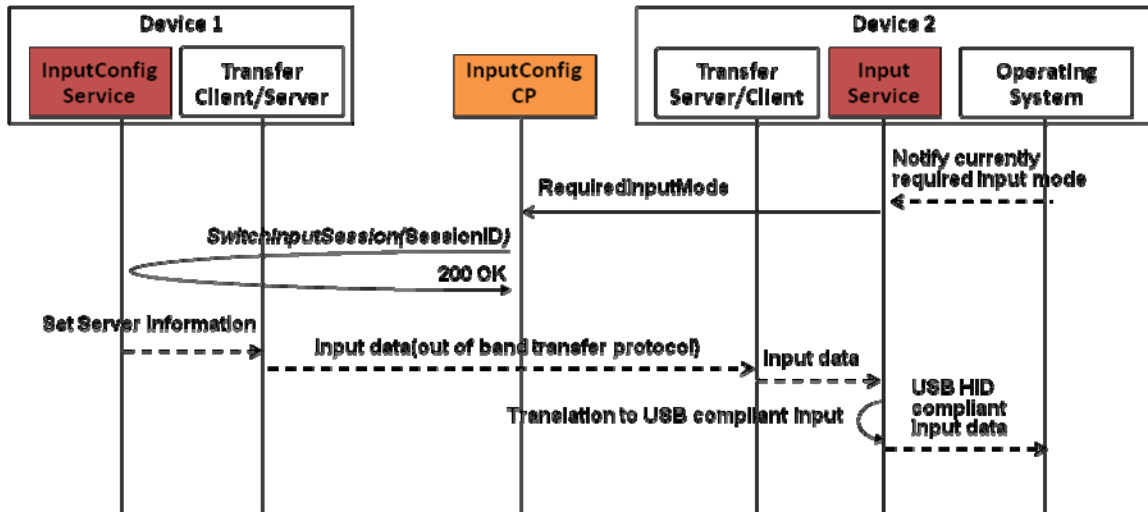 Device 1
Device 2
InputConfig
Service
Transfer
Client/Server
InputConfig
CP
Transfer
Server/Client
Input
Service
Operating
System
Notify currently
required input mode
RequiredInputMode
SwitchInputSession(SessionID)
200 OK
Set Server Information
Input data(out of band transfer protocol)
Input data
USB HID
compliant
Input data
Translation to USB compliant Input